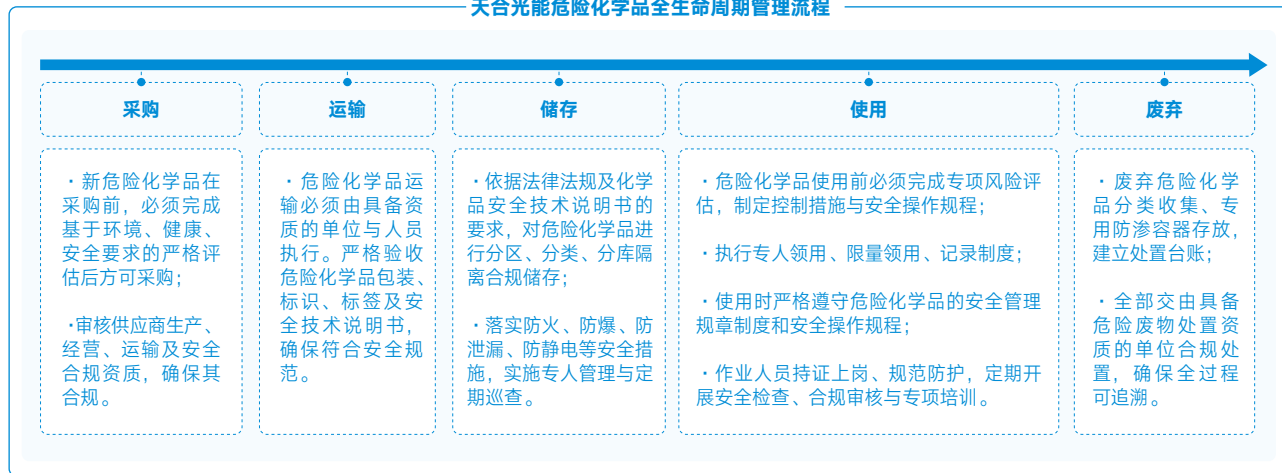 天合光能危险化学品全生命周期管理流程
采购
·新危险化学品在
采购前，必须完成
基于环境、健康、
安全要求的严格评
估后方可采购；
·审核供应商生产、
经营、运输及安全
合规资质，确保其
合规。
运输
·危险化学品运
输必须由具备资
质的单位与人员
执行。严格验收
危险化学品包装、
标识、标签及安
全技术说明书，
确保符合安全规
范。
储存
·依据法律法规及化学
品安全技术说明书的
要求，对危险化学品进
行分区、分类、分库隔
离合规储存；
·落实防火、防爆、防
泄漏、防静电等安全措
施，实施专人管理与定
期巡查。
使用
·危险化学品使用前必须完成专项风险评
估，制定控制措施与安全操作规程；
·执行专人领用、限量领用、记录制度；
·使用时严格遵守危险化学品的安全管理
规章制度和安全操作规程；
·作业人员持证上岗、规范防护，定期开
展安全检查、合规审核与专项培训。
废弃
·废弃危险化学
品分类收集、专
用防渗容器存放，
建立处置台账；
·全部交由具备
危险废物处置资
质的单位合规处
置，确保全过程
可追溯。